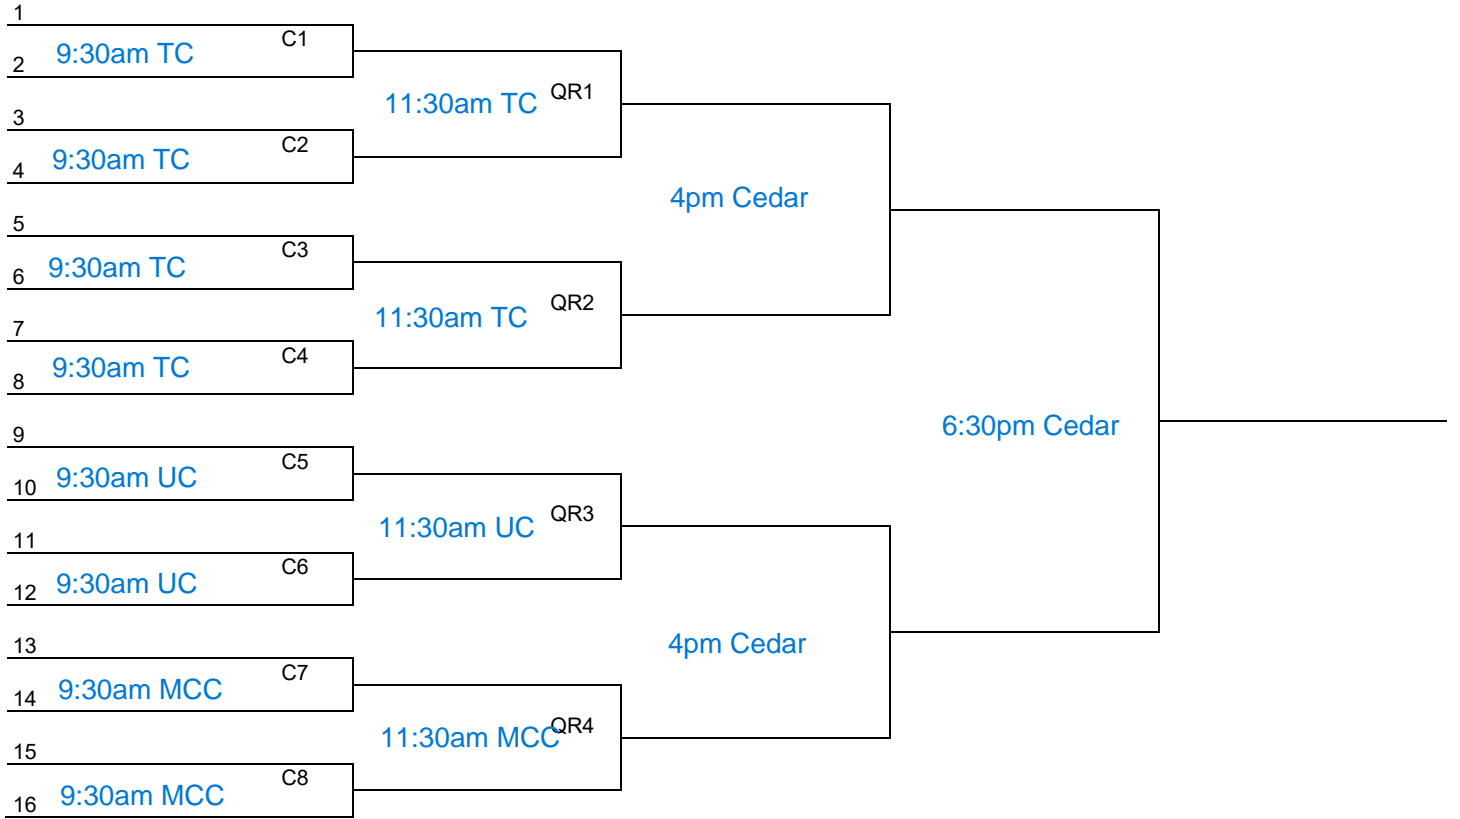 1
C1
9:30am TC
2
11:30am TC QR1
3
C2
9:30am TC
4
4pm Cedar
5
C3
9:30am TC
6
11:30am TC QR2
7
C4
9:30am TC
8
6:30pm Cedar
9
C5
9:30am UC
10
11:30am UC QR3
11
C6
9:30am UC
12
4pm Cedar
13
C7
9:30am MCC
14
11:30am MCC QR4
15
C8
9:30am MCC
16